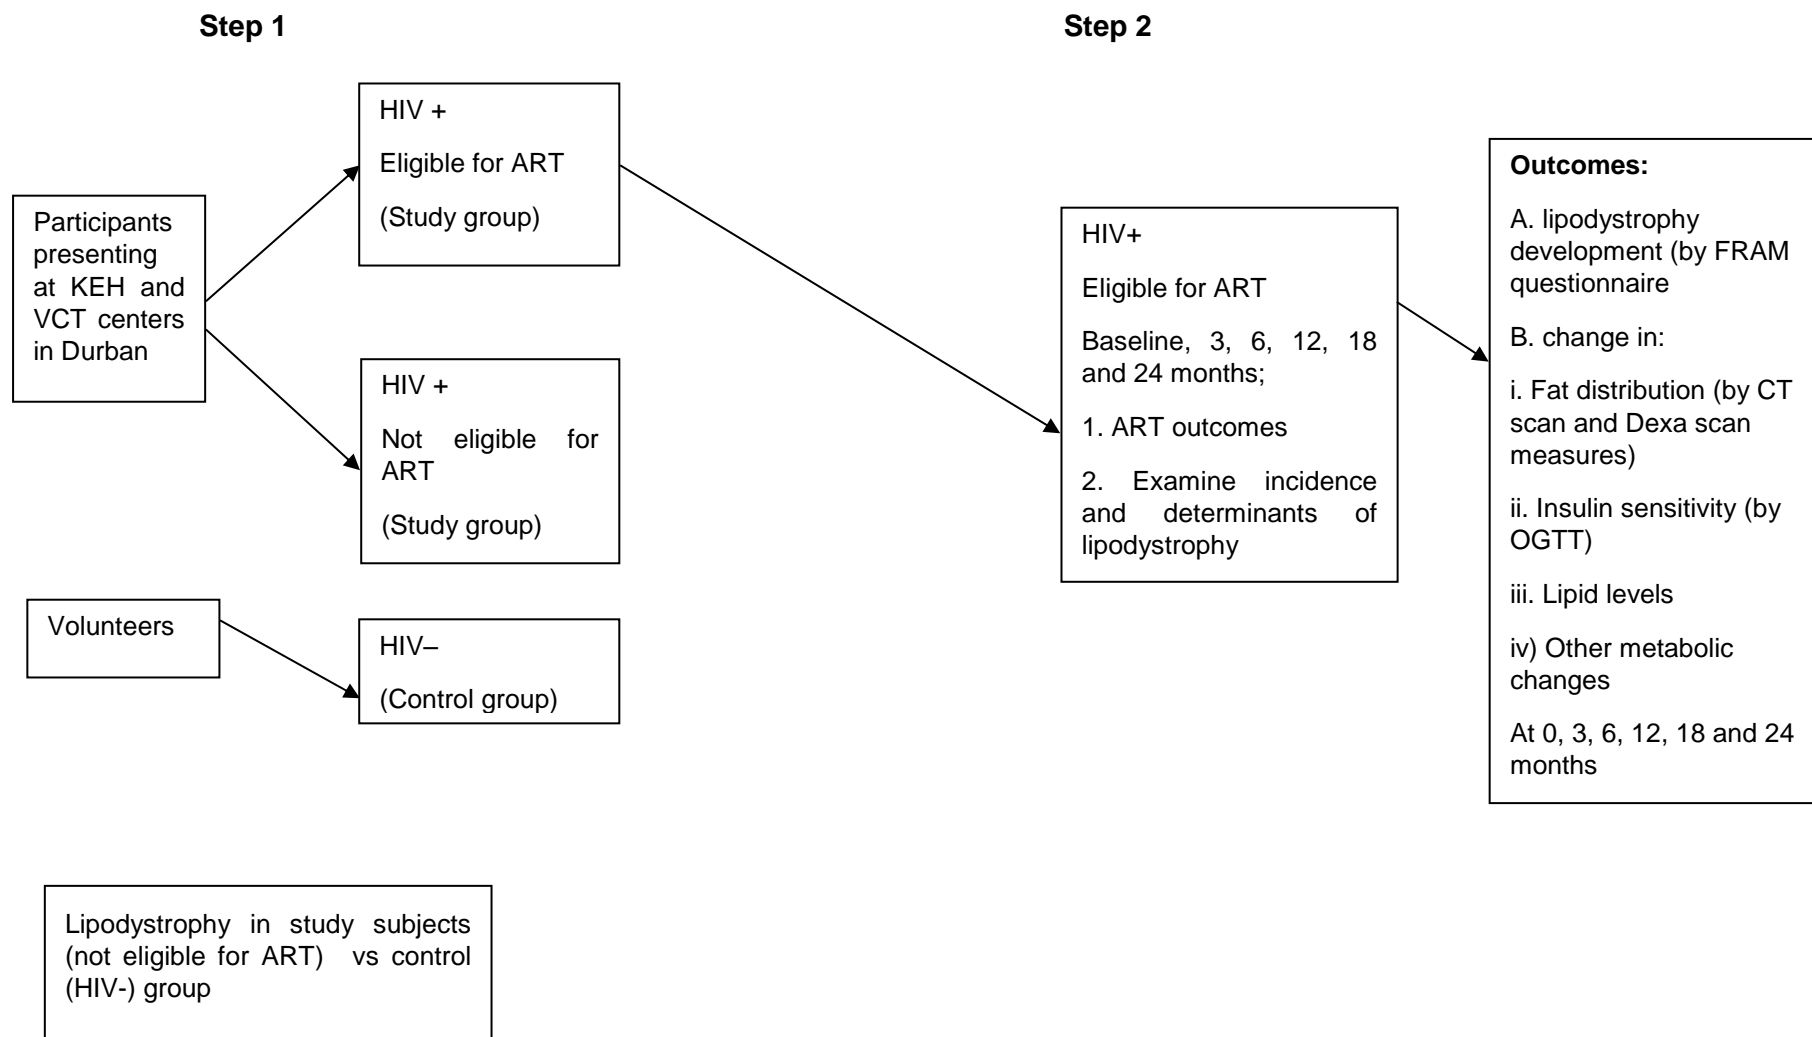 Step 1
Step 2
Participants
presenting
at KEH and
VCT centers
in Durban
HIV +
Eligible for ART
(Study group)
HIV +
Not eligible for
ART
(Study group)
Volunteers
HIV–
(Control group)
HIV+
Eligible for ART
Baseline, 3, 6, 12, 18
and 24 months;
1. ART outcomes
2. Examine incidence
and determinants of
lipodystrophy
Outcomes:
A. lipodystrophy
development (by FRAM
questionnaire
B. change in:
i. Fat distribution (by CT
scan and Dexa scan
measures)
ii. Insulin sensitivity (by
OGTT)
iii. Lipid levels
iv) Other metabolic
changes
At 0, 3, 6, 12, 18 and 24
months
Lipodystrophy in study subjects
(not eligible for ART) vs control
(HIV-) group